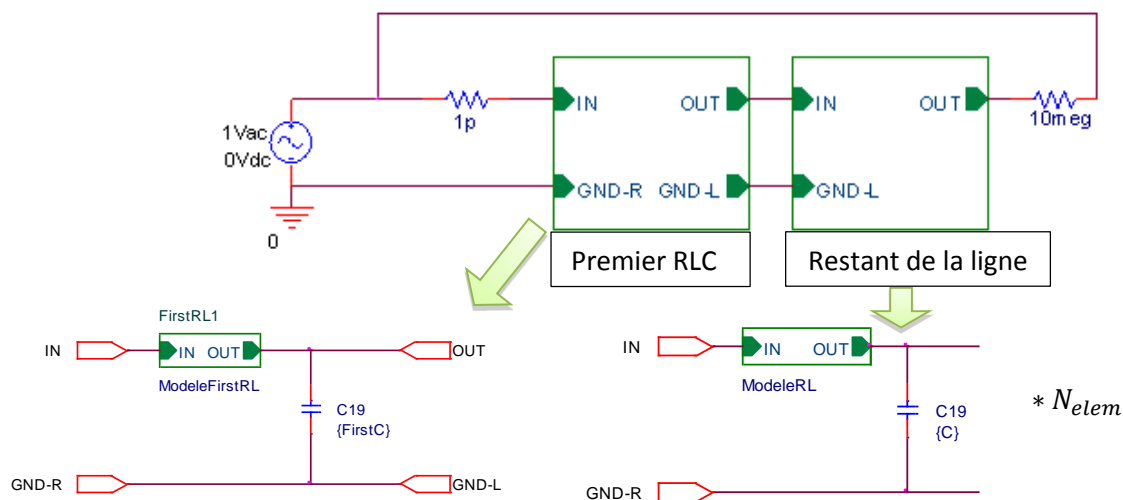 1Vac
0Vdc
0
1p
IN OUT
GND-R GND-L
IN OUT
GND-L
10meg
Premier RLC
Restant de la ligne
FirstRL1
IN
IN OUT
OUT
ModeleFirstRL
C19
{FirstC}
GND-R
GND-L
IN
IN OUT
ModeleRL
C19
{C}
GND-R
* N_elem